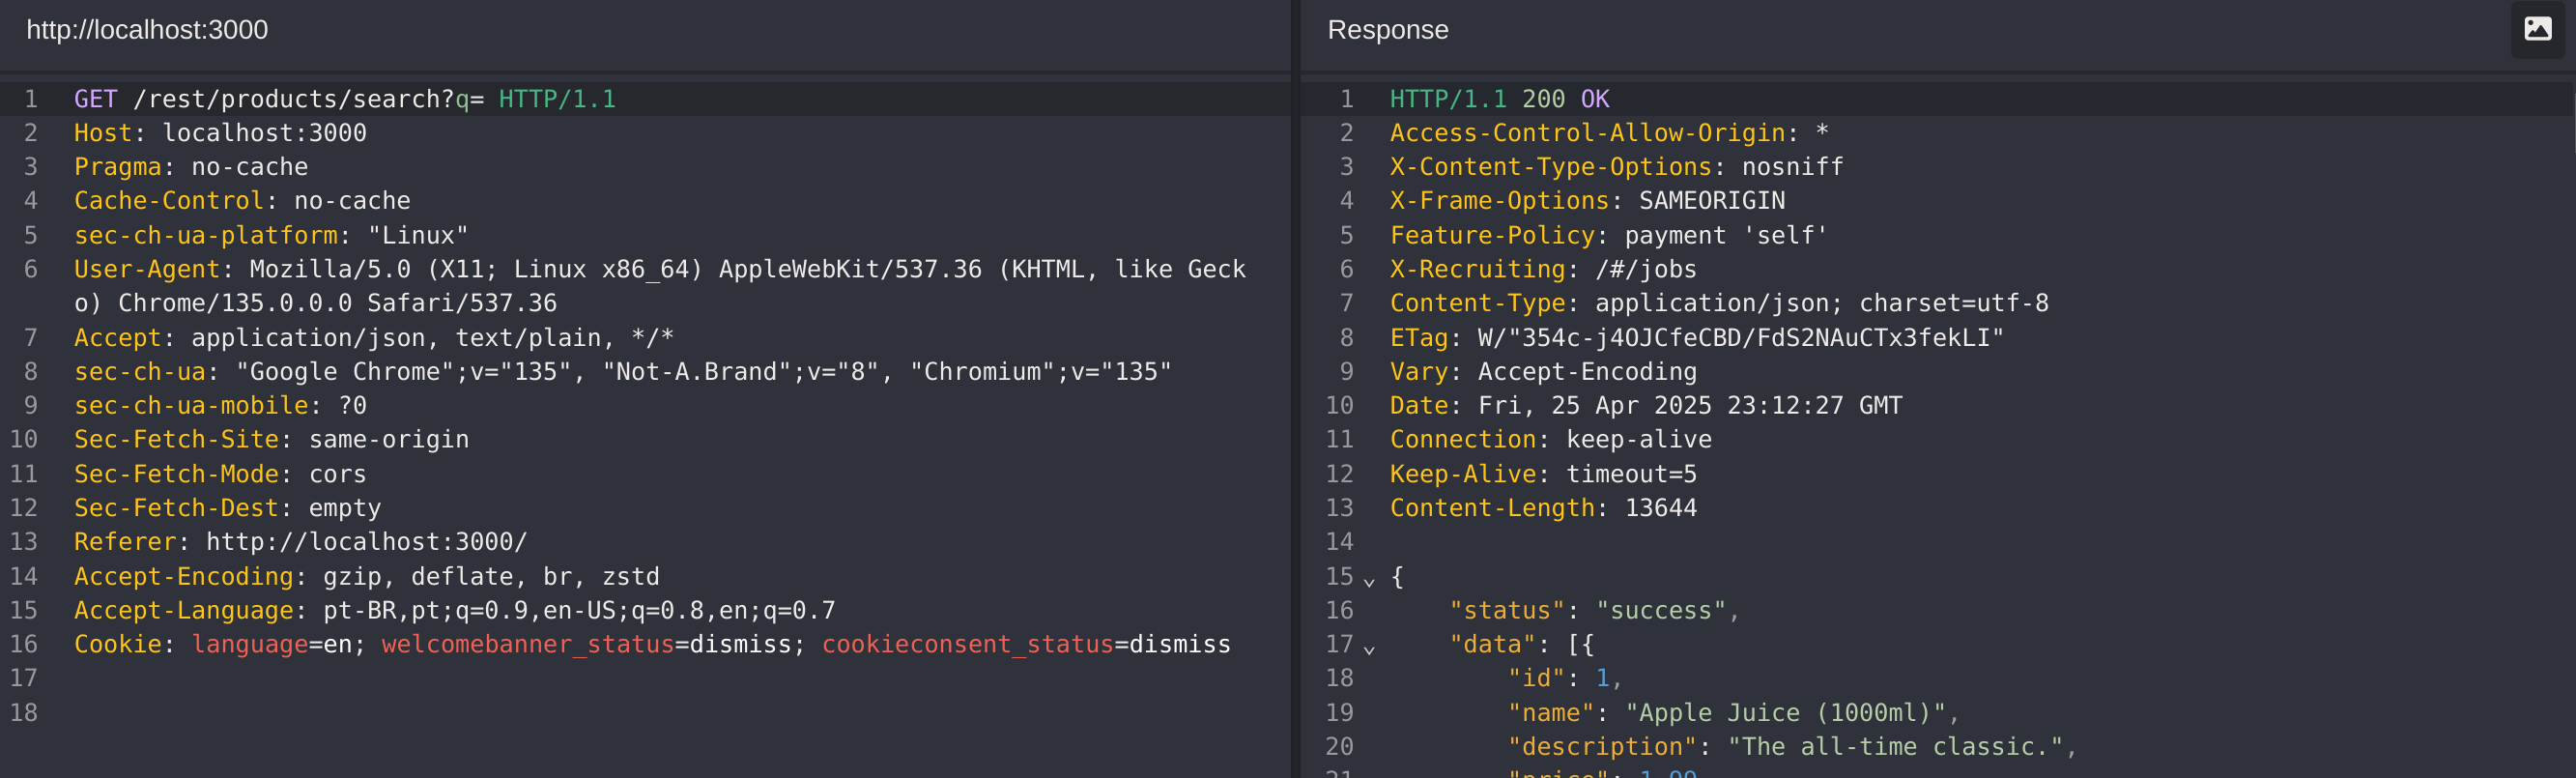 http://localhost:3000
1 GET /rest/products/search?q= HTTP/1.1
2 Host: localhost:3000
3 Pragma: no-cache
4 Cache-Control: no-cache
5 sec-ch-ua-platform: "Linux"
6 User-Agent: Mozilla/5.0 (X11; Linux x86_64) AppleWebKit/537.36 (KHTML, like Geck
o) Chrome/135.0.0.0 Safari/537.36
7 Accept: application/json, text/plain, */*
8 sec-ch-ua: "Google Chrome";v="135", "Not-A.Brand";v="8", "Chromium";v="135"
9 sec-ch-ua-mobile: ?0
10 Sec-Fetch-Site: same-origin
11 Sec-Fetch-Mode: cors
12 Sec-Fetch-Dest: empty
13 Referer: http://localhost:3000/
14 Accept-Encoding: gzip, deflate, br, zstd
15 Accept-Language: pt-BR,pt;q=0.9,en-US;q=0.8,en;q=0.7
16 Cookie: language=en; welcomebanner_status=dismiss; cookieconsent_status=dismiss
17
18
Response
1 HTTP/1.1 200 OK
2 Access-Control-Allow-Origin: *
3 X-Content-Type-Options: nosniff
4 X-Frame-Options: SAMEORIGIN
5 Feature-Policy: payment 'self'
6 X-Recruiting: /#/jobs
7 Content-Type: application/json; charset=utf-8
8 ETag: W/"354c-j4OJCfeCBD/FdS2NAuCTx3fekLI"
9 Vary: Accept-Encoding
10 Date: Fri, 25 Apr 2025 23:12:27 GMT
11 Connection: keep-alive
12 Keep-Alive: timeout=5
13 Content-Length: 13644
14
15 {
16 "status": "success",
17 "data": [{
18 "id": 1,
19 "name": "Apple Juice (1000ml)",
20 "description": "The all-time classic.",
21 "price": 1.99